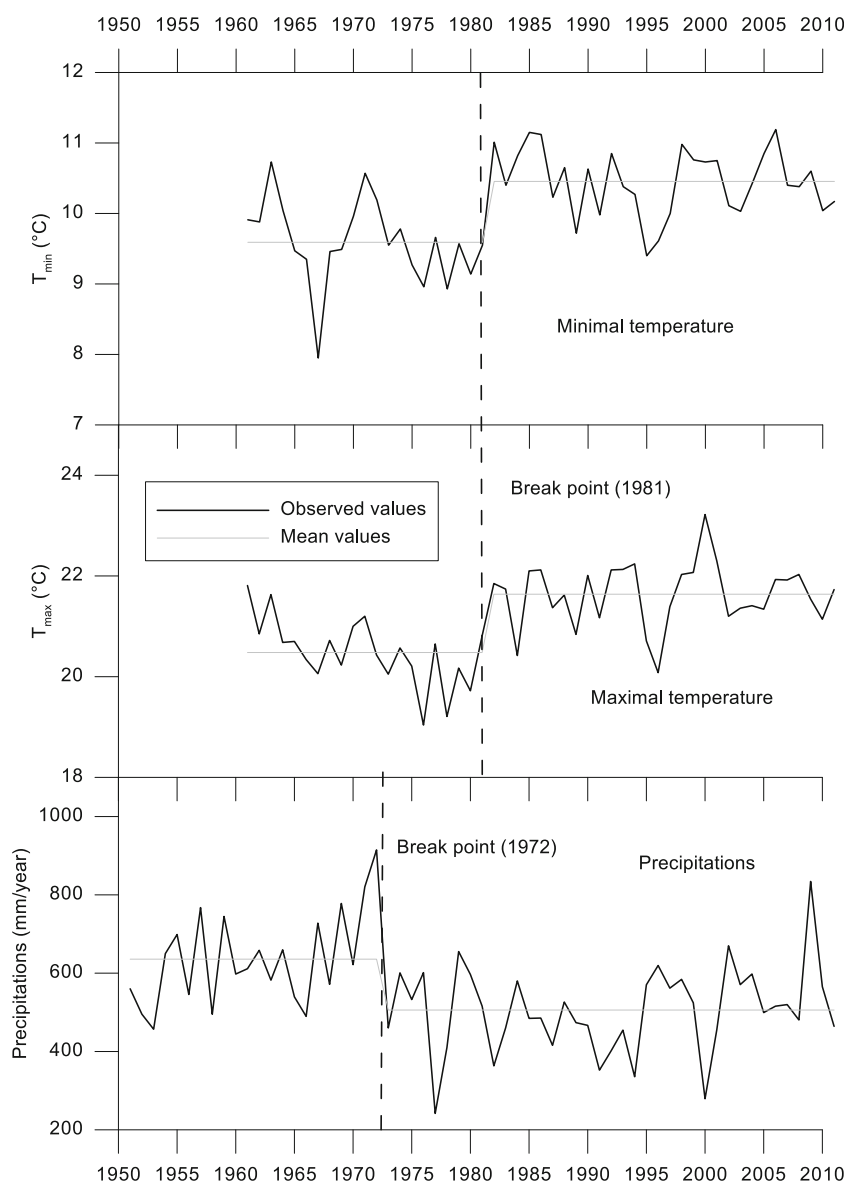 1950 1955 1960 1965 1970 1975 1980 1985 1990 1995 2000 2005 2010
12
11
10
9
8
7
T min (°C)
Minimal temperature
24
22
20
18
T max (°C)
Break point (1981)
Observed values
Mean values
Maximal temperature
1000
800
600
400
200
Precipitations (mm/year)
Break point (1972)
Precipitations
1950 1955 1960 1965 1970 1975 1980 1985 1990 1995 2000 2005 2010